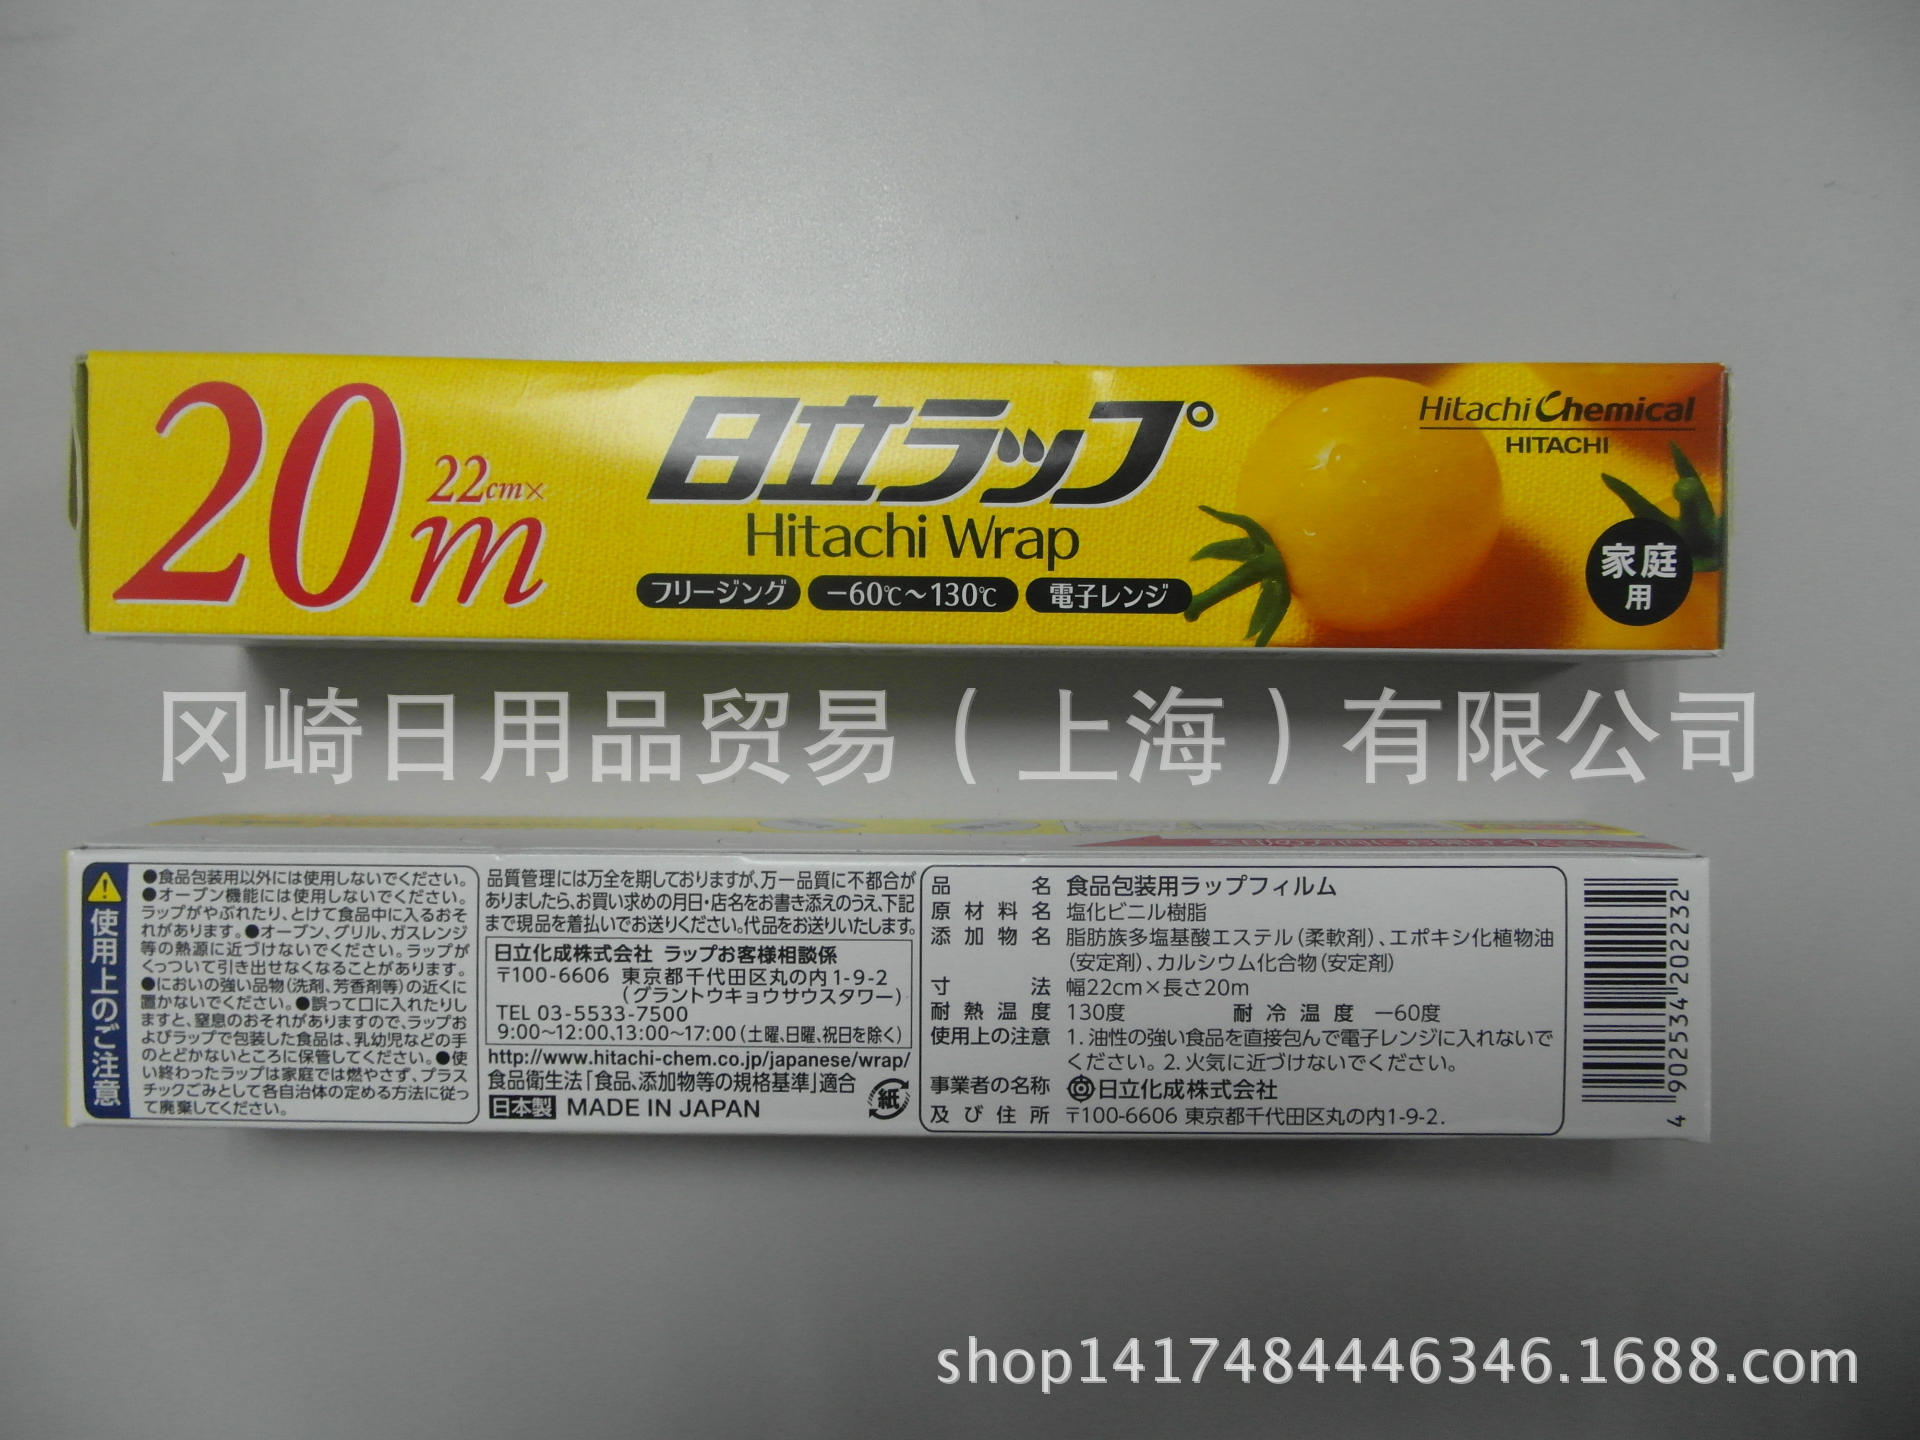 20m
22cm×
日立ラップ
Hitachi Wrap
フリージング
-60℃~130℃
電子レンジ
Hitachi Chemical
HITACHI
家庭
用
冈崎日用品贸易(上海)有限公司
使用上のご注意
●食品包装用以外には使用しないでください。
●オーブン機能には使用しないでください。
ラップがやぶれたり、とけて食品中に入るおそ
れがあります。●オーブン、グリル、ガスレンジ
等の熱源に近づけないでください。ラップが
くっついて引き出せなくなることがあります。
●においの強い品物(洗剤、芳香剤等)の近くに
置かないでください。●誤って口に入れたりし
ますと、窒息のおそれがありますので、ラップお
よびラップで包装した食品は、乳幼児などの手
のとどかないところに保管してください。●使
い終わったラップは家庭では燃やさず、プラス
チックごみとして各自治体の定める方法に従っ
て廃棄してください。
品質管理には万全を期しておりますが、万一品質に不都合が
ありましたら、お買い求めの月日・店名をお書き添えのうえ、下記
まで現品を着払いでお送りください。代品をお送りいたします。
日立化成株式会社 ラップお客様相談係
〒100-6606 東京都千代田区丸の内1-9-2
(グラントウキョウサウスタワー)
TEL 03-5533-7500
9:00~12:00、13:00~17:00(土曜、日曜、祝日を除く)
http://www.hitachi-chem.co.jp/japanese/wrap/
食品衛生法「食品、添加物等の規格基準」適合
日本製 MADE IN JAPAN
紙
品名 食品包装用ラップフィルム
原材料名 塩化ビニル樹脂
添加物名 脂肪族多塩基酸エステル(柔軟剤)、エポキシ化植物油
(安定剤)、カルシウム化合物(安定剤)
寸法 幅22cm×長さ20m
耐熱温度 130度 耐冷温度 -60度
使用上の注意 1. 油性の強い食品を直接包んで電子レンジに入れないで
ください。2. 火気に近づけないでください。
事業者の名称 日立化成株式会社
及び住所 〒100-6606 東京都千代田区丸の内1-9-2.
4 902534 202232
shop1417484446346.1688.com